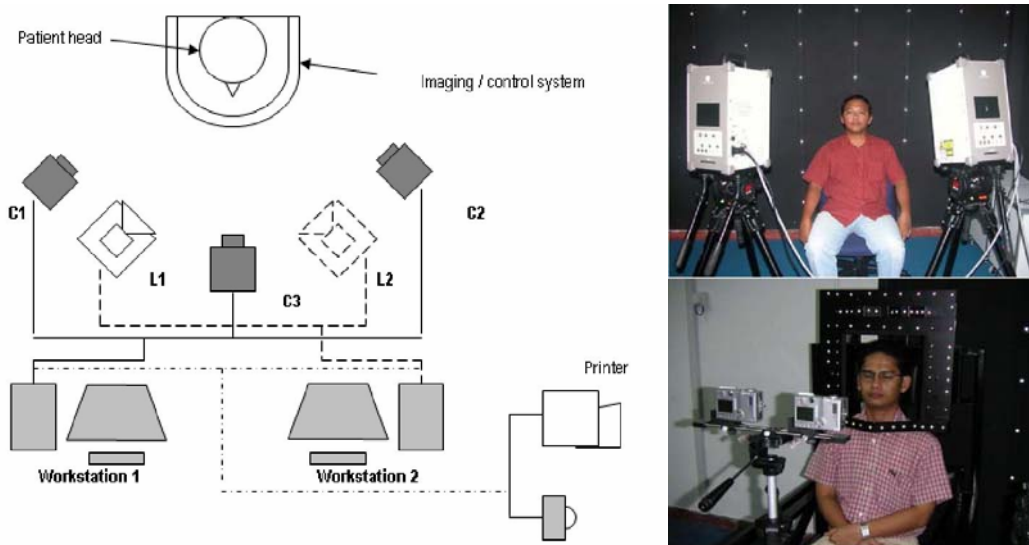 Patient head
Imaging / control system
C1
C2
L1
L2
C3
Printer
Workstation 1
Workstation 2